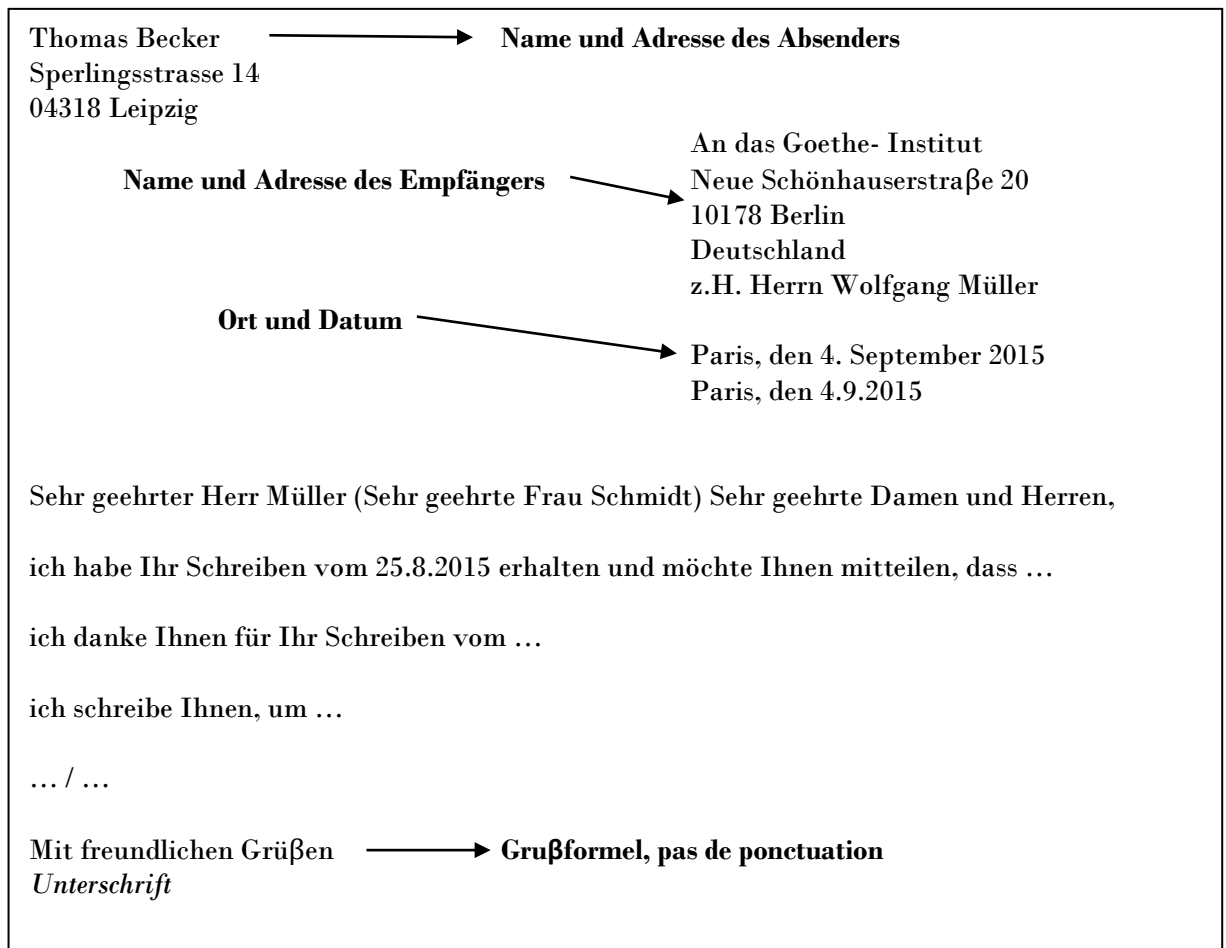 Thomas Becker Name und Adresse des Absenders
Sperlingsstrasse 14
04318 Leipzig
An das Goethe- Institut
Name und Adresse des Empfängers Neue Schönhauserstraβe 20
10178 Berlin
Deutschland
z.H. Herrn Wolfgang Müller
Ort und Datum
Paris, den 4. September 2015
Paris, den 4.9.2015
Sehr geehrter Herr Müller (Sehr geehrte Frau Schmidt) Sehr geehrte Damen und Herren,
ich habe Ihr Schreiben vom 25.8.2015 erhalten und möchte Ihnen mitteilen, dass …
ich danke Ihnen für Ihr Schreiben vom …
ich schreibe Ihnen, um …
… / …
Mit freundlichen Grüβen Gruβformel, pas de ponctuation
Unterschrift